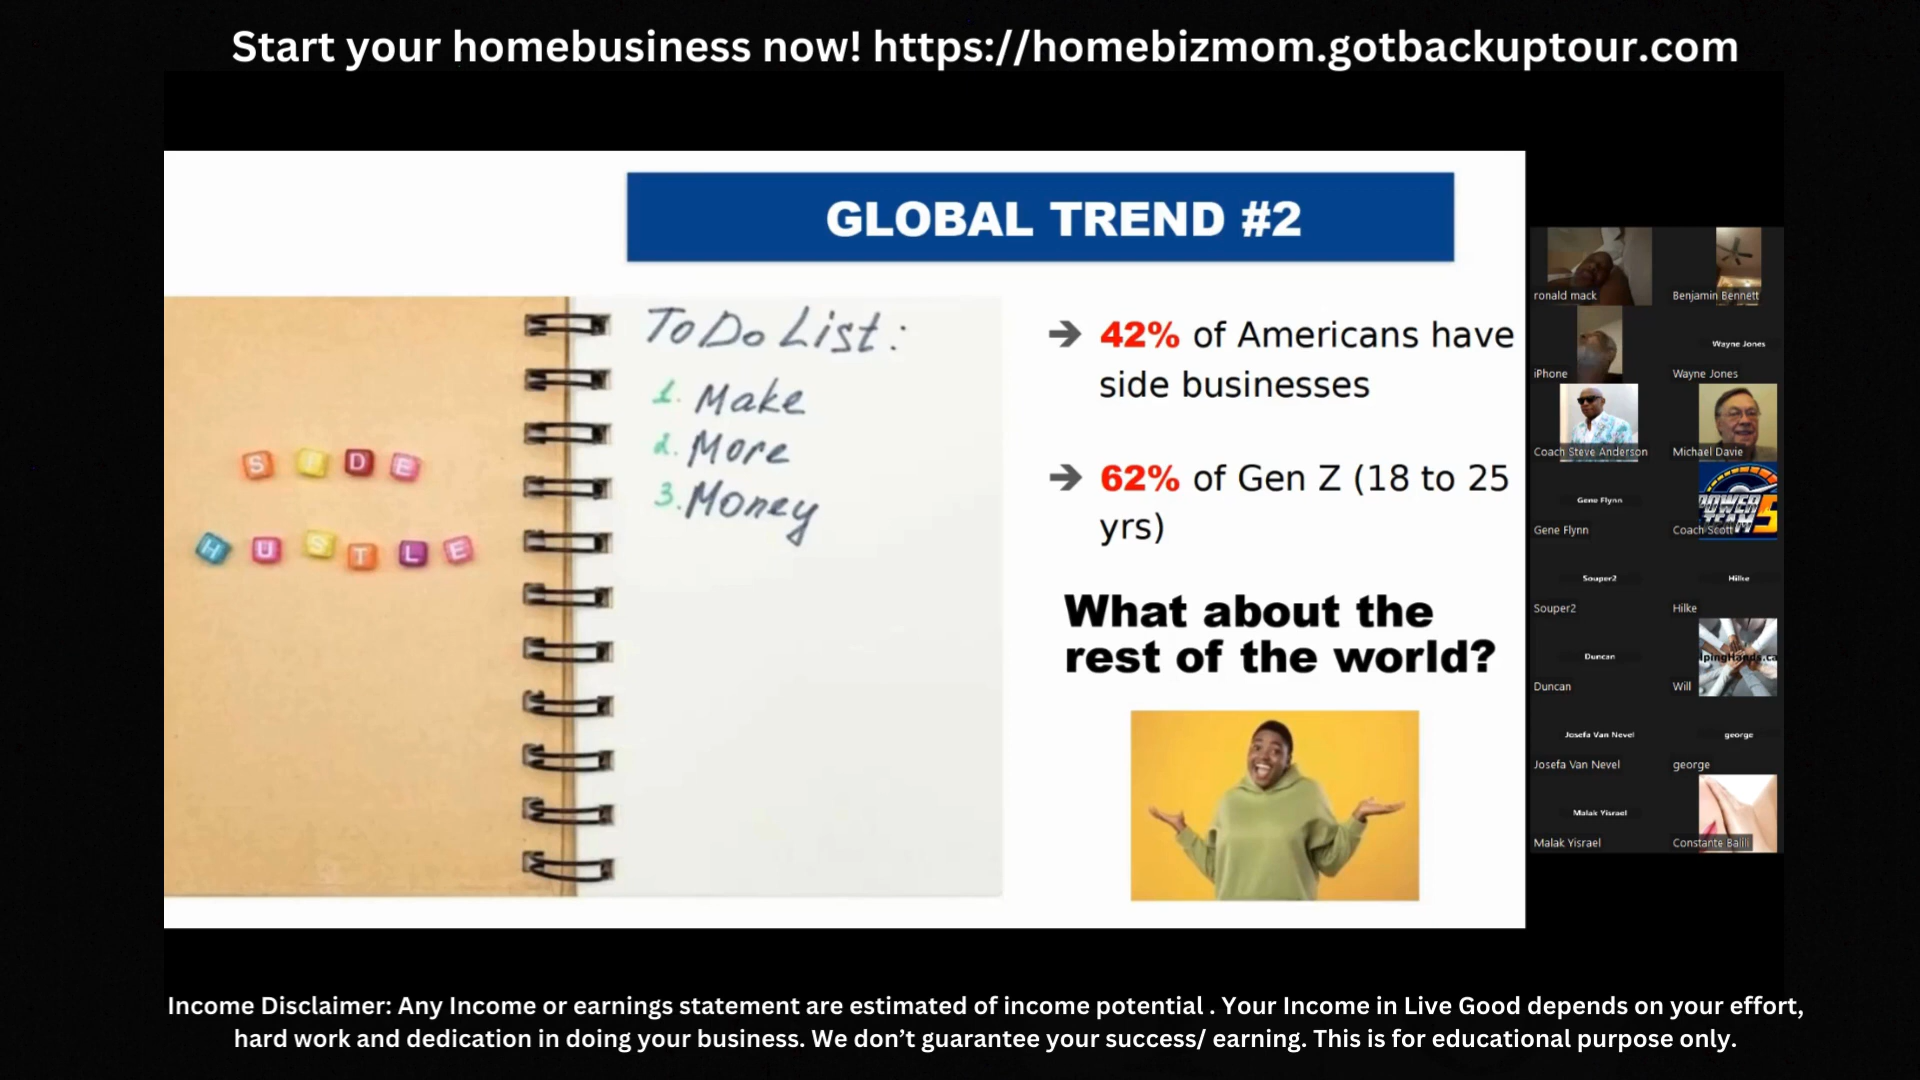 Start your homebusiness now! https://homebizmom.gotbackuptour.com
GLOBAL TREND #2
SIDE
HUSTLE
To Do List:
1. Make
2. More
3. Money
➔ 42% of Americans have
side businesses
➔ 62% of Gen Z (18 to 25
yrs)
What about the
rest of the world?
ronald mack
Benjamin Bennett
iPhone
Wayne Jones
Wayne Jones
Coach Steve Anderson
Michael Davie
Gene Flynn
Gene Flynn
POWER
TEAM 5
Coach Scott
Souper2
Souper2
Hilke
Hilke
Duncan
Duncan
lpingHands.ca
Will
Josefa Van Nevel
Josefa Van Nevel
george
george
Malak Yisrael
Malak Yisrael
Constante Balili
Income Disclaimer: Any Income or earnings statement are estimated of income potential . Your Income in Live Good depends on your effort,
hard work and dedication in doing your business. We don’t guarantee your success/ earning. This is for educational purpose only.